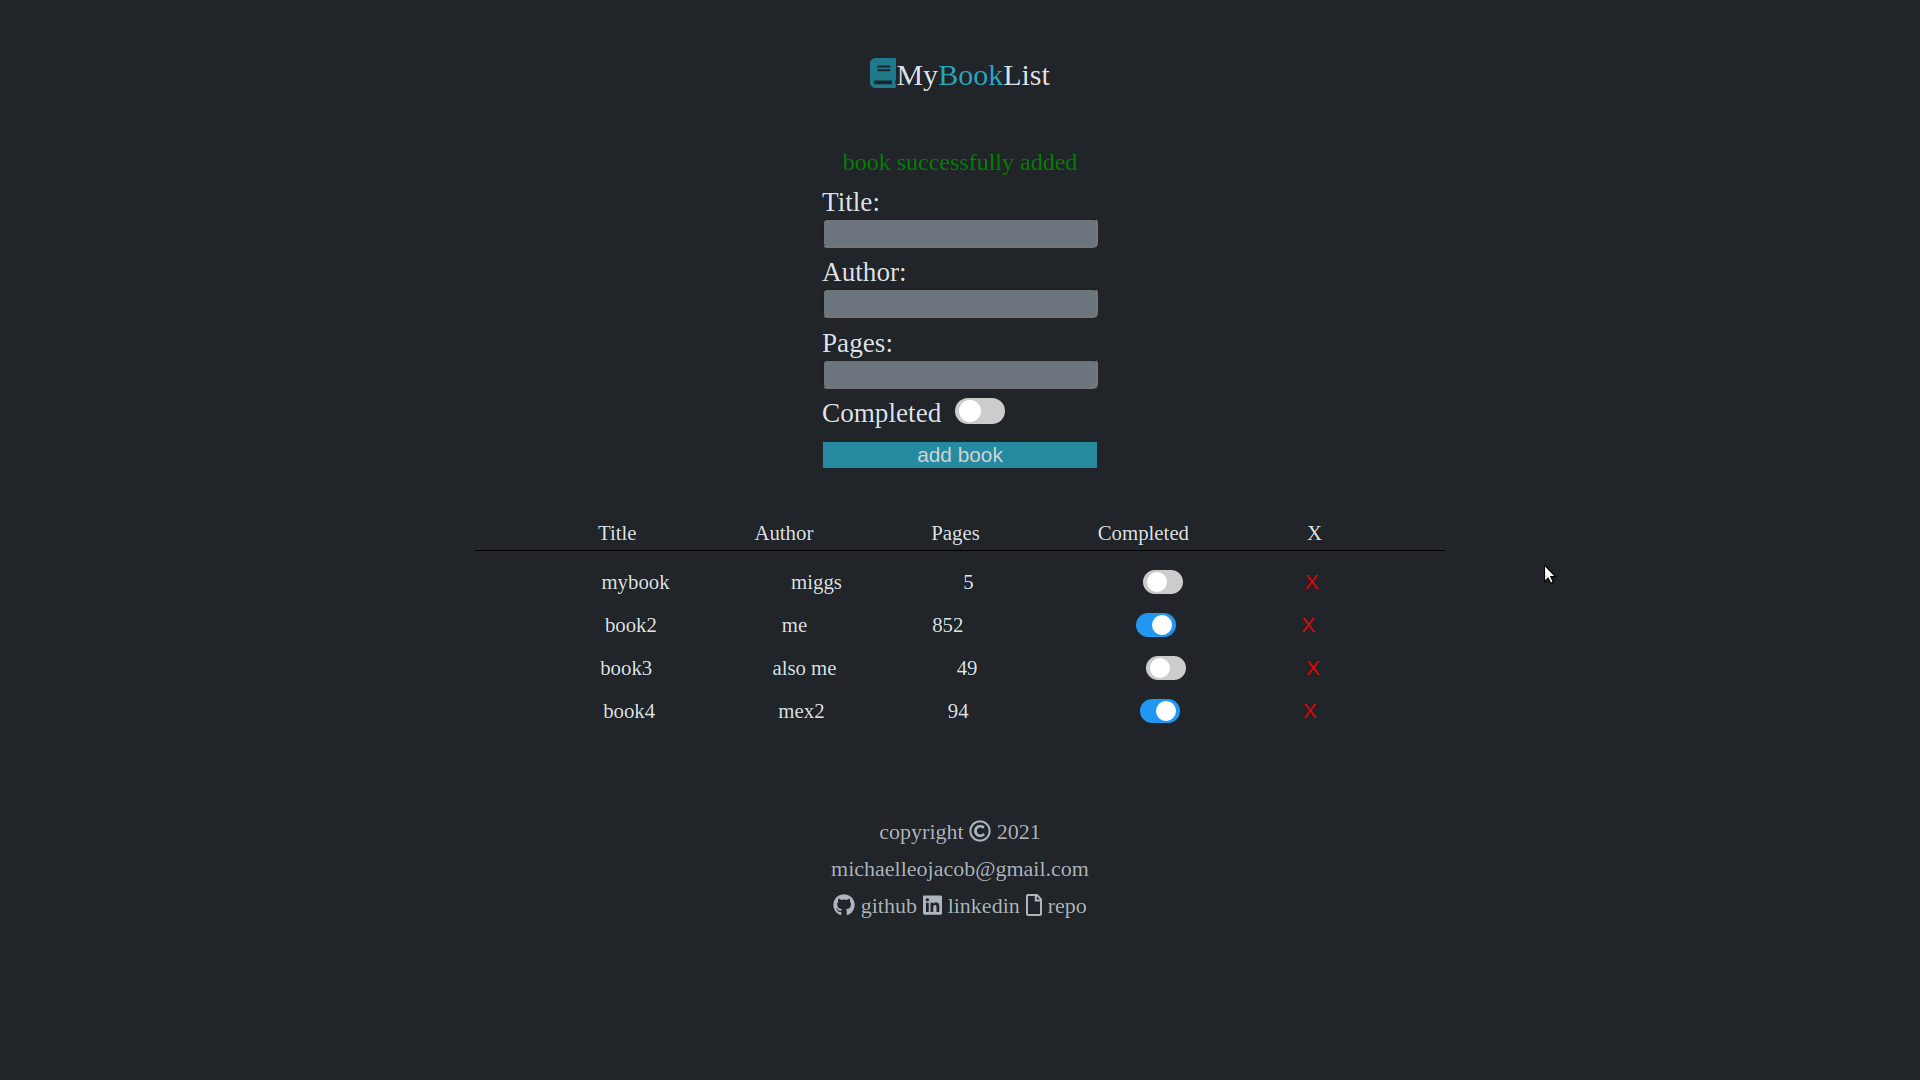 MyBookList
book successfully added
Title:
Author:
Pages:
Completed
add book
Title Author Pages Completed X
mybook miggs 5 X
book2 me 852 X
book3 also me 49 X
book4 mex2 94 X
copyright © 2021
michaelleojacob@gmail.com
github linkedin repo